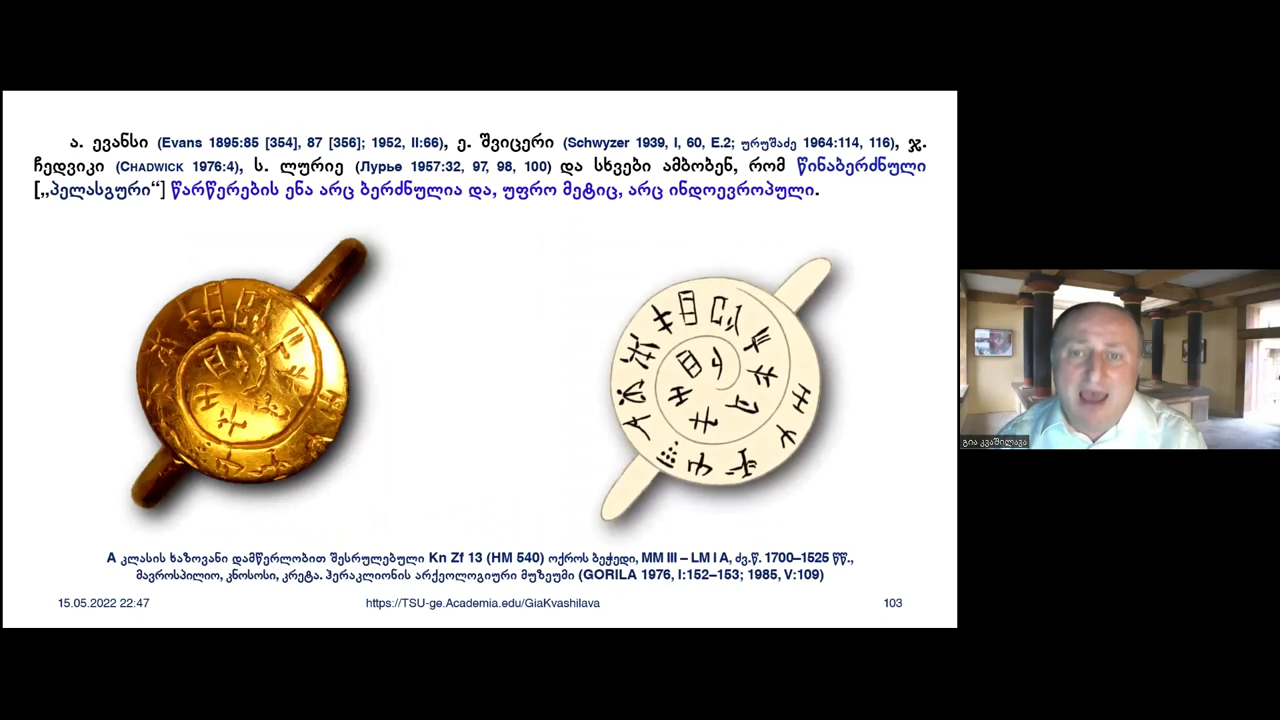 ა. ევანსი (Evans 1895:85 [354], 87 [356]; 1952, II:66), ე. შვიცერი (Schwyzer 1939, I, 60, E.2; ურუშაძე 1964:114, 116), ჯ.
ჩედვიკი (CHADWICK 1976:4), ს. ლურიე (Лурье 1957:32, 97, 98, 100) და სხვები ამბობენ, რომ წინაბერძნული
[„პელასგური“] წარწერების ენა არც ბერძნულია და, უფრო მეტიც, არც ინდოევროპული.
გია კვაშილავა
A კლასის ხაზოვანი დამწერლობით შესრულებული Kn Zf 13 (HM 540) ოქროს ბეჭედი, MM III – LM I A, ძვ.წ. 1700–1525 წწ.,
მავროსპილიო, კნოსოსი, კრეტა. ჰერაკლიონის არქეოლოგიური მუზეუმი (GORILA 1976, I:152–153; 1985, V:109)
15.05.2022 22:47
https://TSU-ge.Academia.edu/GiaKvashilava
103